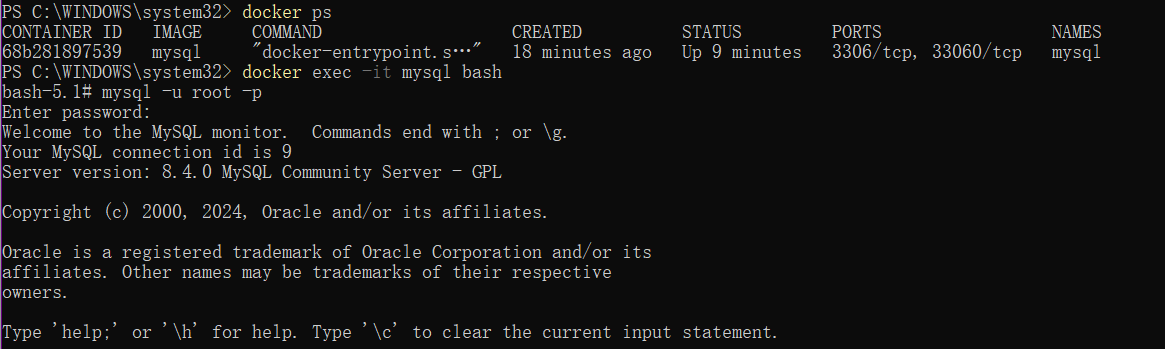 PS C:\WINDOWS\system32> docker ps
CONTAINER ID   IMAGE     COMMAND                  CREATED          STATUS         PORTS                 NAMES
68b281897539   mysql     "docker-entrypoint.s…"   18 minutes ago   Up 9 minutes   3306/tcp, 33060/tcp   mysql
PS C:\WINDOWS\system32> docker exec -it mysql bash
bash-5.1# mysql -u root -p
Enter password:
Welcome to the MySQL monitor.  Commands end with ; or \g.
Your MySQL connection id is 9
Server version: 8.4.0 MySQL Community Server - GPL
Copyright (c) 2000, 2024, Oracle and/or its affiliates.
Oracle is a registered trademark of Oracle Corporation and/or its
affiliates. Other names may be trademarks of their respective
owners.
Type 'help;' or '\h' for help. Type '\c' to clear the current input statement.